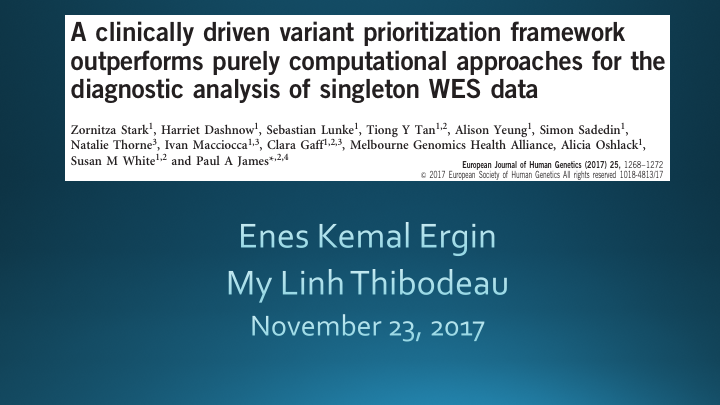 A clinically driven variant prioritization framework
outperforms purely computational approaches for the
diagnostic analysis of singleton WES data
Zornitza Stark1, Harriet Dashnow1, Sebastian Lunke1, Tiong Y Tan1,2, Alison Yeung1, Simon Sadedin1,
Natalie Thorne3, Ivan Macciocca1,3, Clara Gaff1,2,3, Melbourne Genomics Health Alliance, Alicia Oshlack1,
Susan M White1,2 and Paul A James*,2,4
European Journal of Human Genetics (2017) 25, 1268–1272
© 2017 European Society of Human Genetics All rights reserved 1018-4813/17
Enes Kemal Ergin
My Linh Thibodeau
November 23, 2017